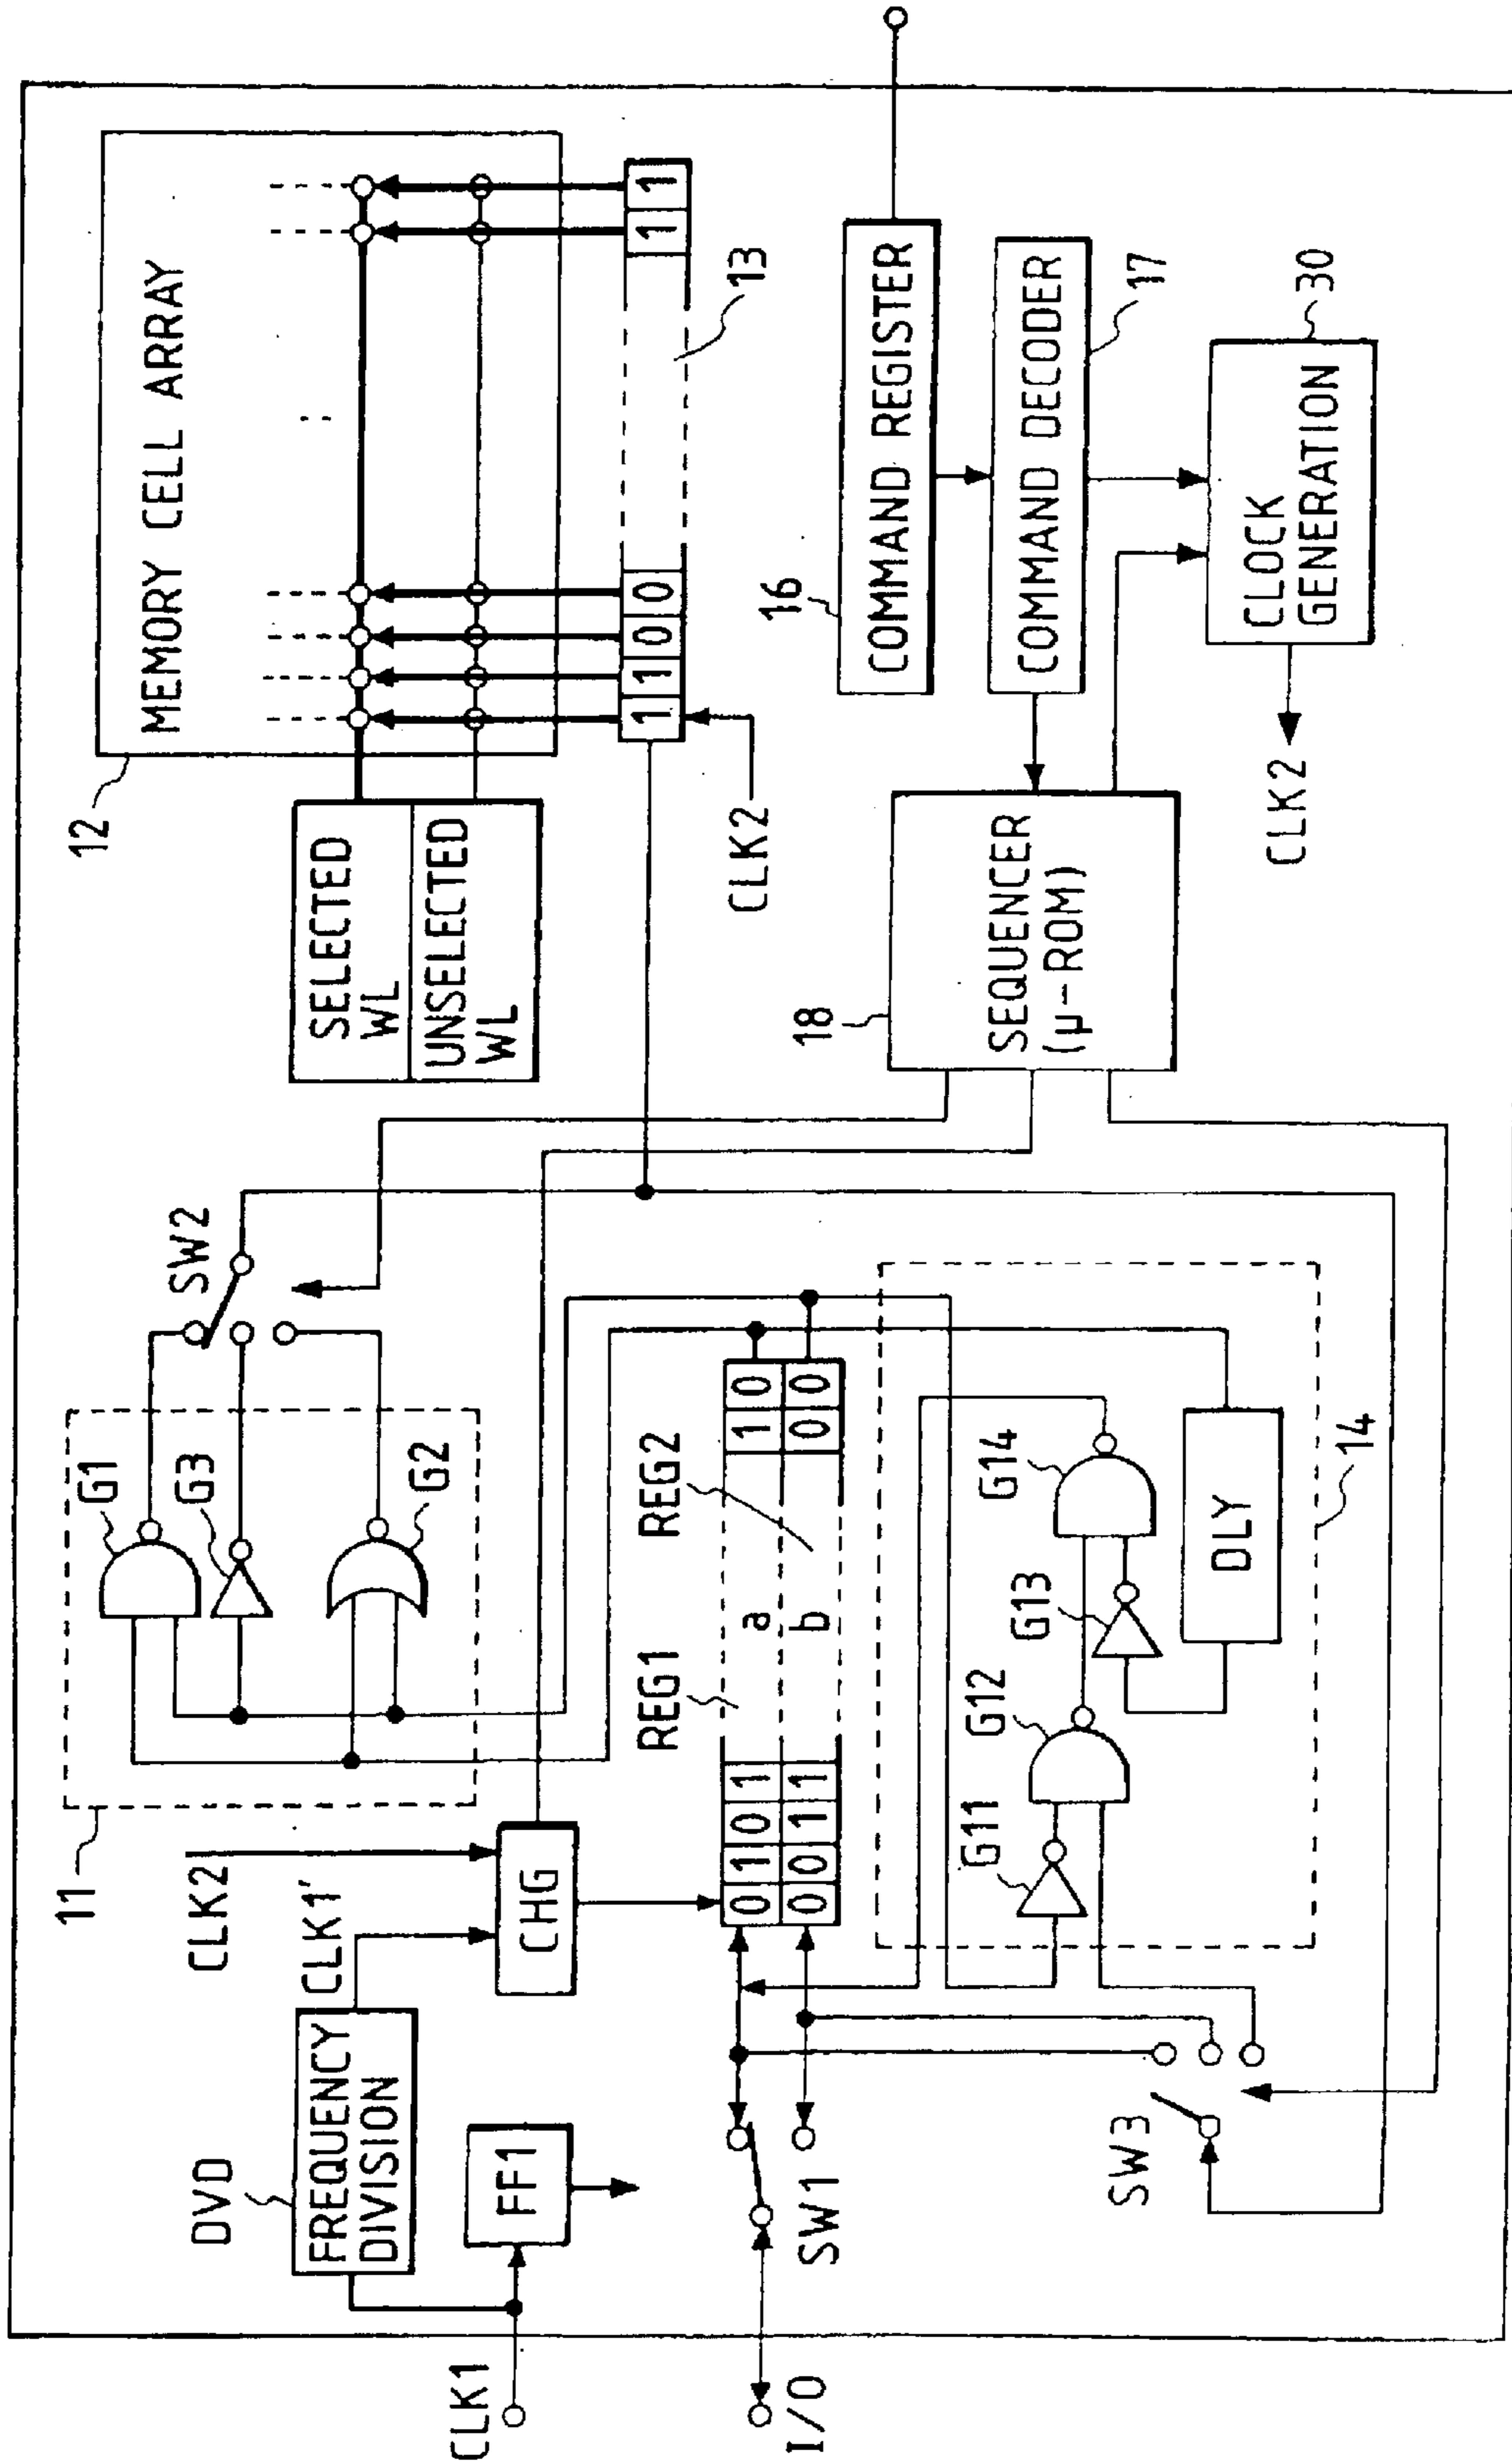 CLK1
I/O
DVD
FREQUENCY
DIVISION
FF1
CLK1'
CLK2
CHG
11
G1
G3
G2
SW2
SW1
SW3
REG1
REG2
a
b
0 1 0 1
0 0 1 1
1 0
0 0
G11
G12
G13
G14
DLY
14
12
MEMORY CELL ARRAY
SELECTED
WL
UNSELECTED
WL
1 1 0 0
1 1
13
CLK2
16
COMMAND REGISTER
COMMAND DECODER
17
18
SEQUENCER
(μ-ROM)
30
CLOCK
GENERATION
CLK2